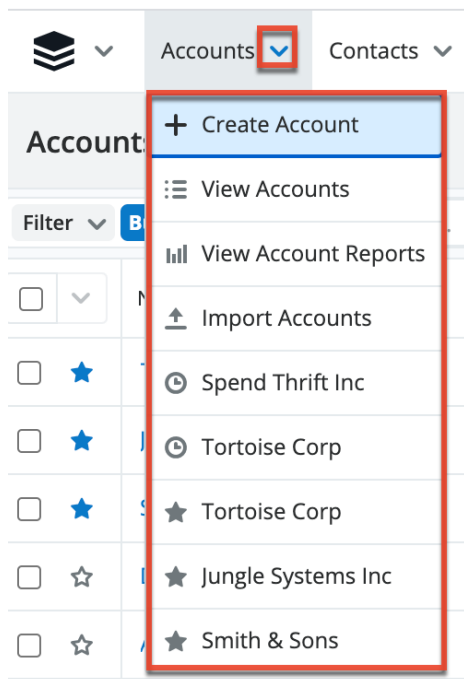 Accounts
Contacts
Accounts
Create Account
View Accounts
Filter
View Account Reports
Import Accounts
Spend Thrift Inc
Tortoise Corp
Tortoise Corp
Jungle Systems Inc
Smith & Sons